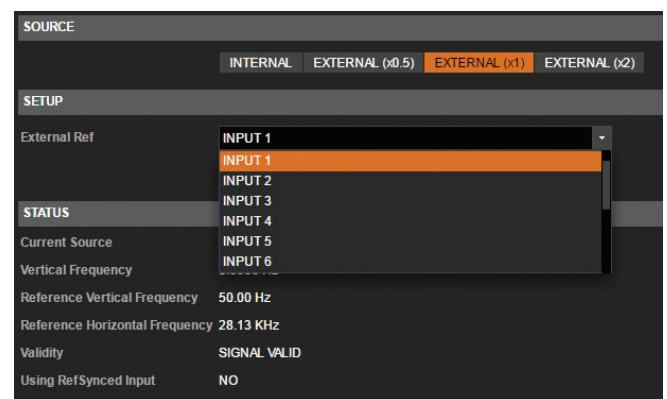 SOURCE
INTERNAL EXTERNAL (x0.5) EXTERNAL (x1) EXTERNAL (x2)
SETUP
External Ref INPUT 1
INPUT 1
INPUT 2
INPUT 3
INPUT 4
INPUT 5
INPUT 6
STATUS
Current Source
Vertical Frequency
Reference Vertical Frequency 50.00 Hz
Reference Horizontal Frequency 28.13 KHz
Validity SIGNAL VALID
Using RefSynced Input NO